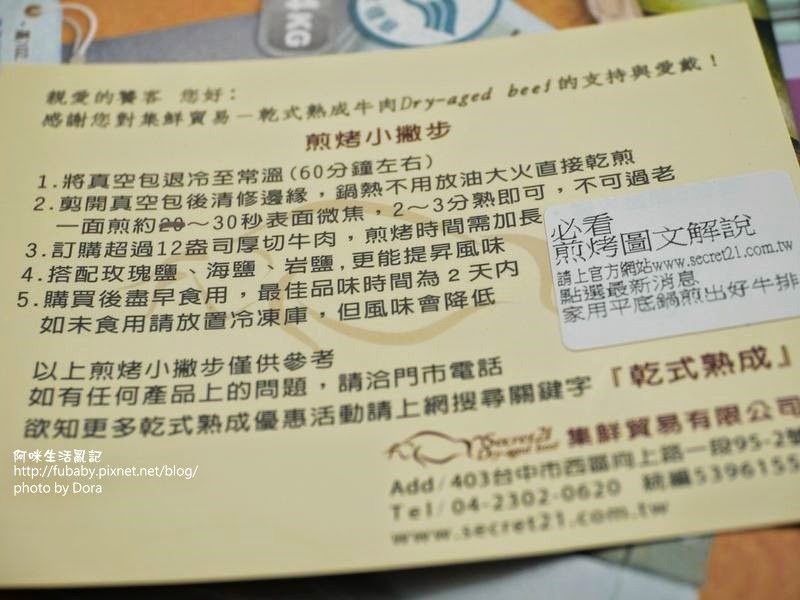 4KG
親愛的饕客 您好:
感謝您對集鮮貿易－乾式熟成牛肉Dry-aged beef的支持與愛戴！
煎烤小撇步
1.將真空包退冷至常溫(60分鐘左右)
2.剪開真空包後清修邊緣，鍋熱不用放油大火直接乾煎
一面煎約20～30秒表面微焦，2～3分熟即可，不可過老
3.訂購超過12盎司厚切牛肉，煎烤時間需加長
4.搭配玫瑰鹽、海鹽、岩鹽,更能提昇風味
5.購買後盡早食用，最佳品味時間為２天內
如未食用請放置冷凍庫，但風味會降低
必看
煎烤圖文解說
請上官方網站www.secret21.com.tw
點選最新消息
家用平底鍋煎出好牛排
以上煎烤小撇步僅供參考
如有任何產品上的問題，請洽門市電話
欲知更多乾式熟成優惠活動請上網搜尋關鍵字『乾式熟成』
Secret21 Dry-aged beef 集鮮貿易有限公司
Add/403台中市西區向上路一段95-2號
Tel/04-2302-0620 統編5396155
www.secret21.com.tw
阿咪生活亂記
http://fubaby.pixnet.net/blog/
photo by Dora